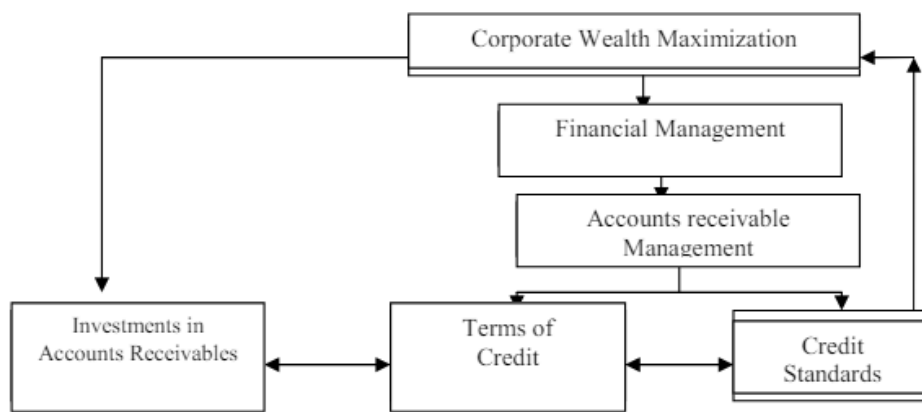 Corporate Wealth Maximization
Financial Management
Accounts receivable
Management
Investments in
Accounts Receivables
Terms of
Credit
Credit
Standards